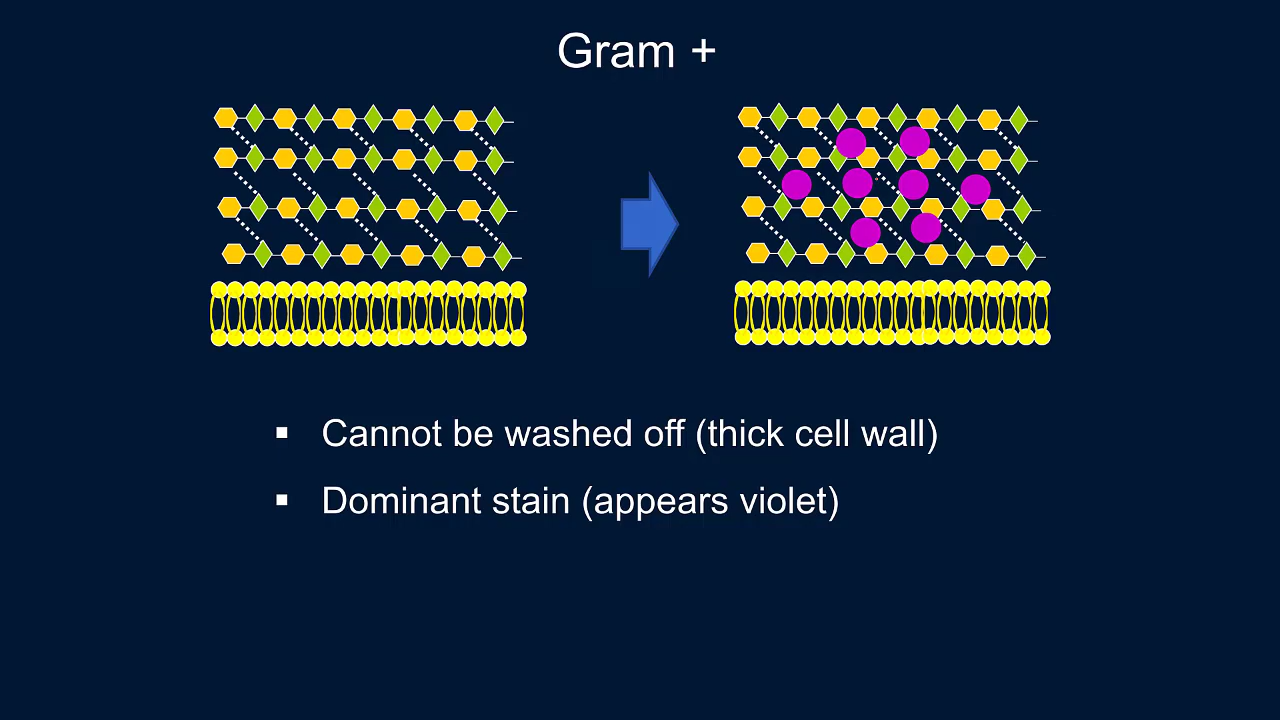 Gram +
▪ Cannot be washed off (thick cell wall)
▪ Dominant stain (appears violet)